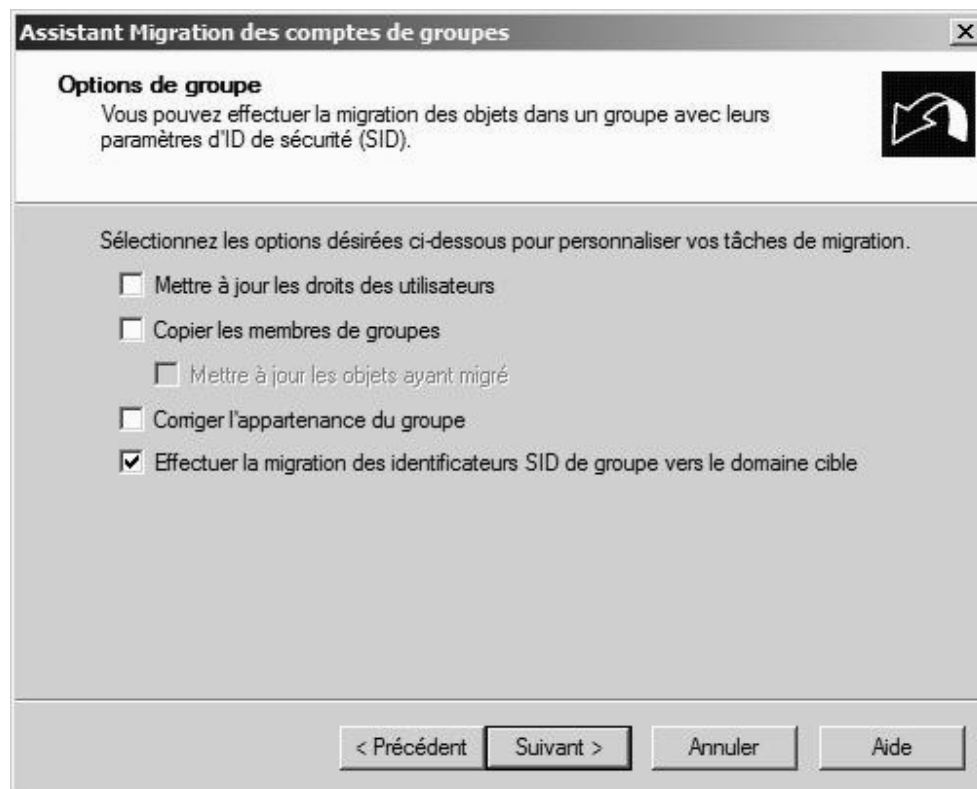 Assistant Migration des comptes de groupes
Options de groupe
Vous pouvez effectuer la migration des objets dans un groupe avec leurs
paramètres d'ID de sécurité (SID).
Sélectionnez les options désirées ci-dessous pour personnaliser vos tâches de migration.
Mettre à jour les droits des utilisateurs
Copier les membres de groupes
Mettre à jour les objets ayant migré
Corriger l'appartenance du groupe
Effectuer la migration des identificateurs SID de groupe vers le domaine cible
< Précédent
Suivant >
Annuler
Aide